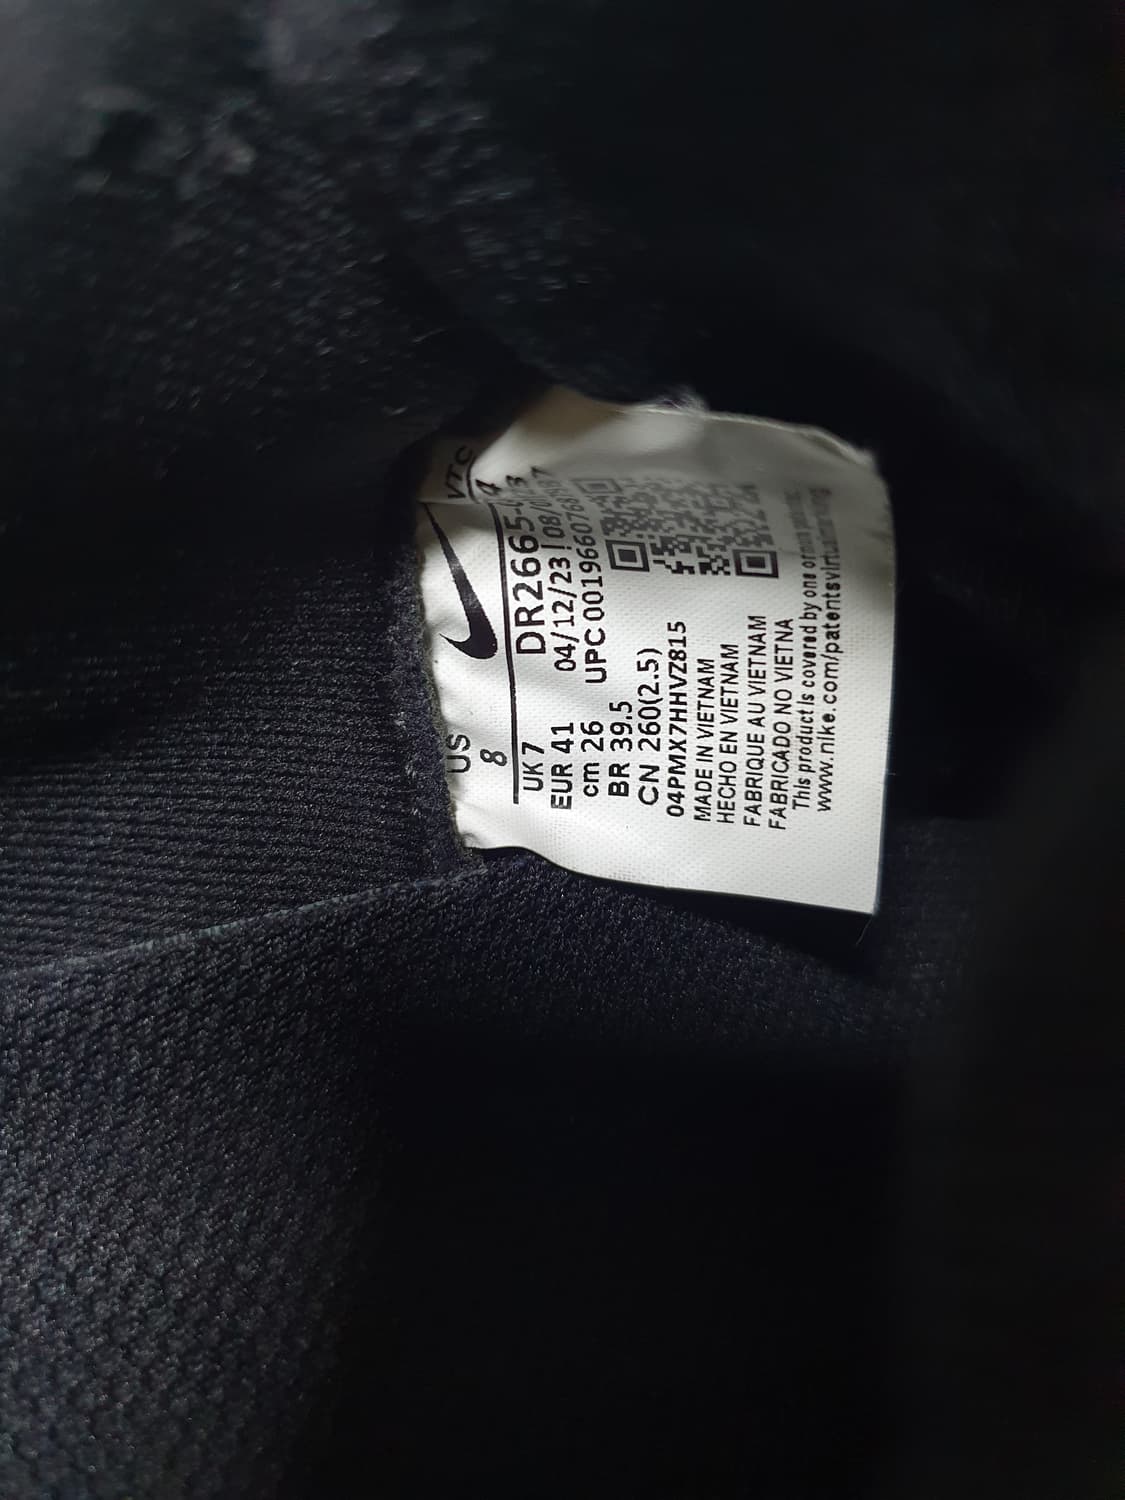 VTC
US
8
UK 7
DR2665-
EUR 41
04/12/23
cm 26
UPC
BR 39.5
CN 260(2.5)
04PMX7HHVZ815
MADE IN VIETNAM
HECHO EN VIETNAM
FABRIQUE AU VIETNAM
FABRICADO NO VIETNA
This product is covered by one or
www.nike.com/patents